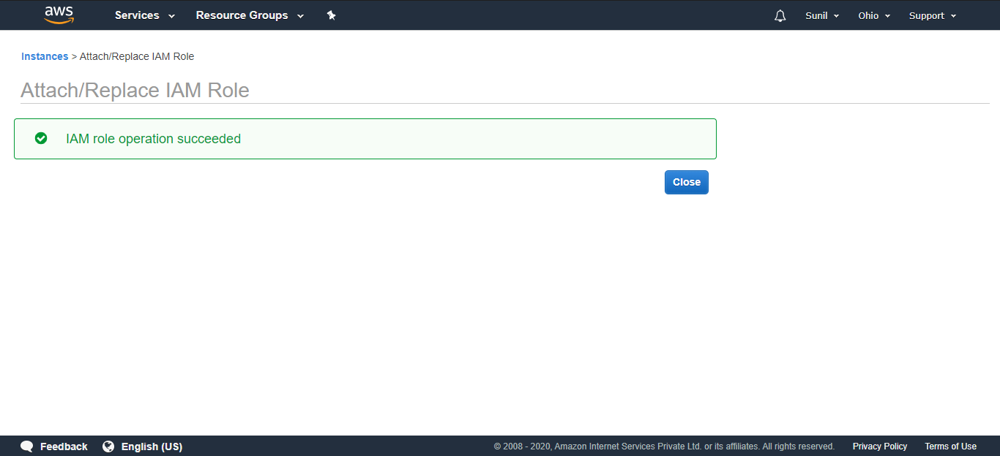 aws Services Resource Groups Sunil Ohio Support
Instances > Attach/Replace IAM Role
Attach/Replace IAM Role
IAM role operation succeeded
Close
Feedback English (US) © 2008 - 2020, Amazon Internet Services Private Ltd. or its affiliates. All rights reserved. Privacy Policy Terms of Use